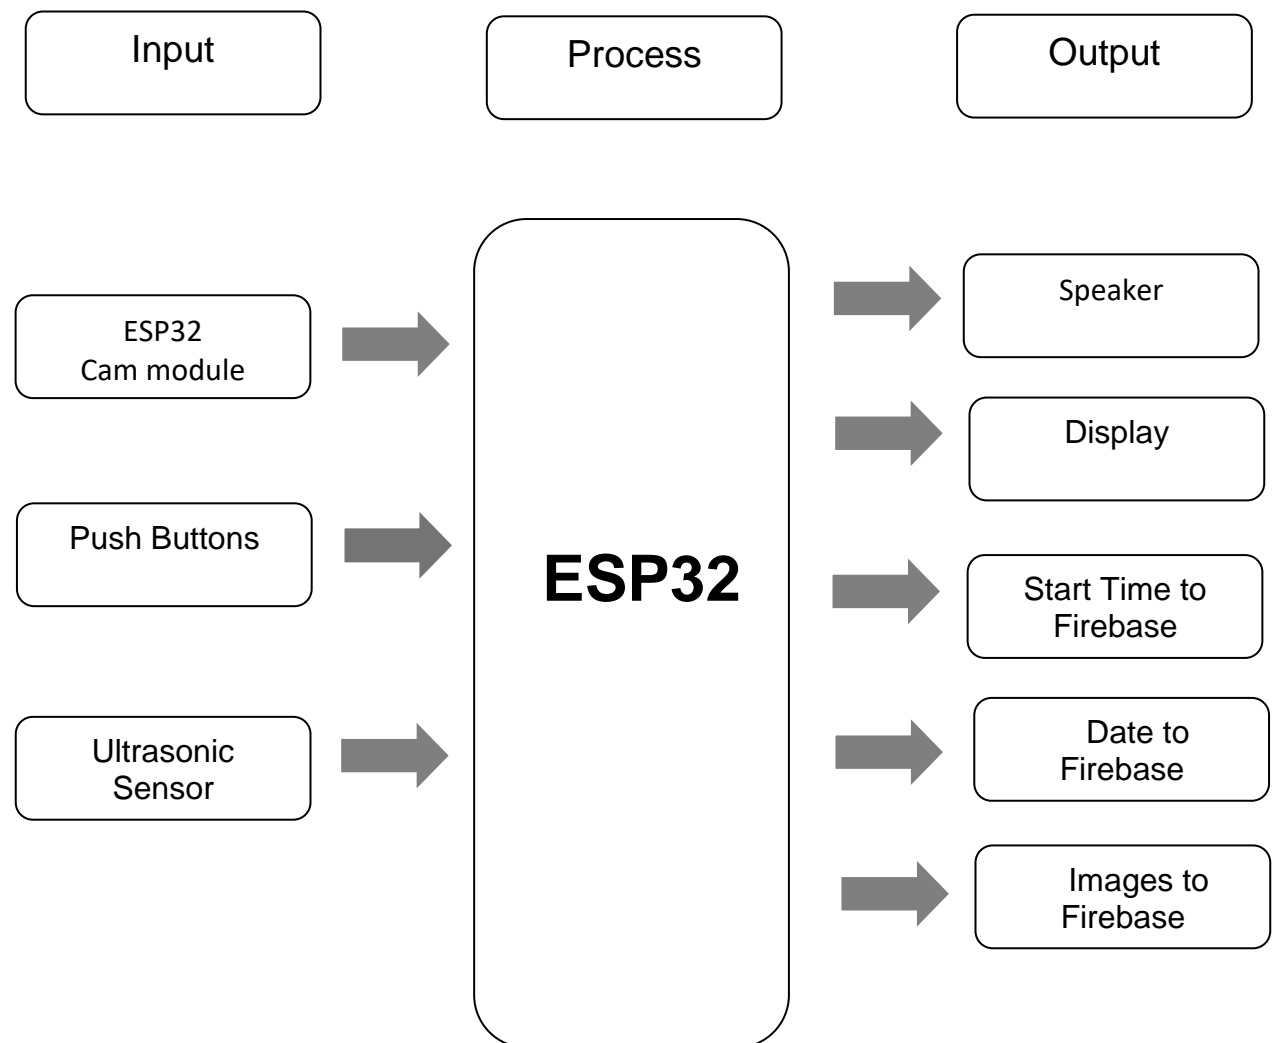 Input
Process
Output
ESP32
Cam module
Push Buttons
Ultrasonic
Sensor
ESP32
Speaker
Display
Start Time to
Firebase
Date to
Firebase
Images to
Firebase